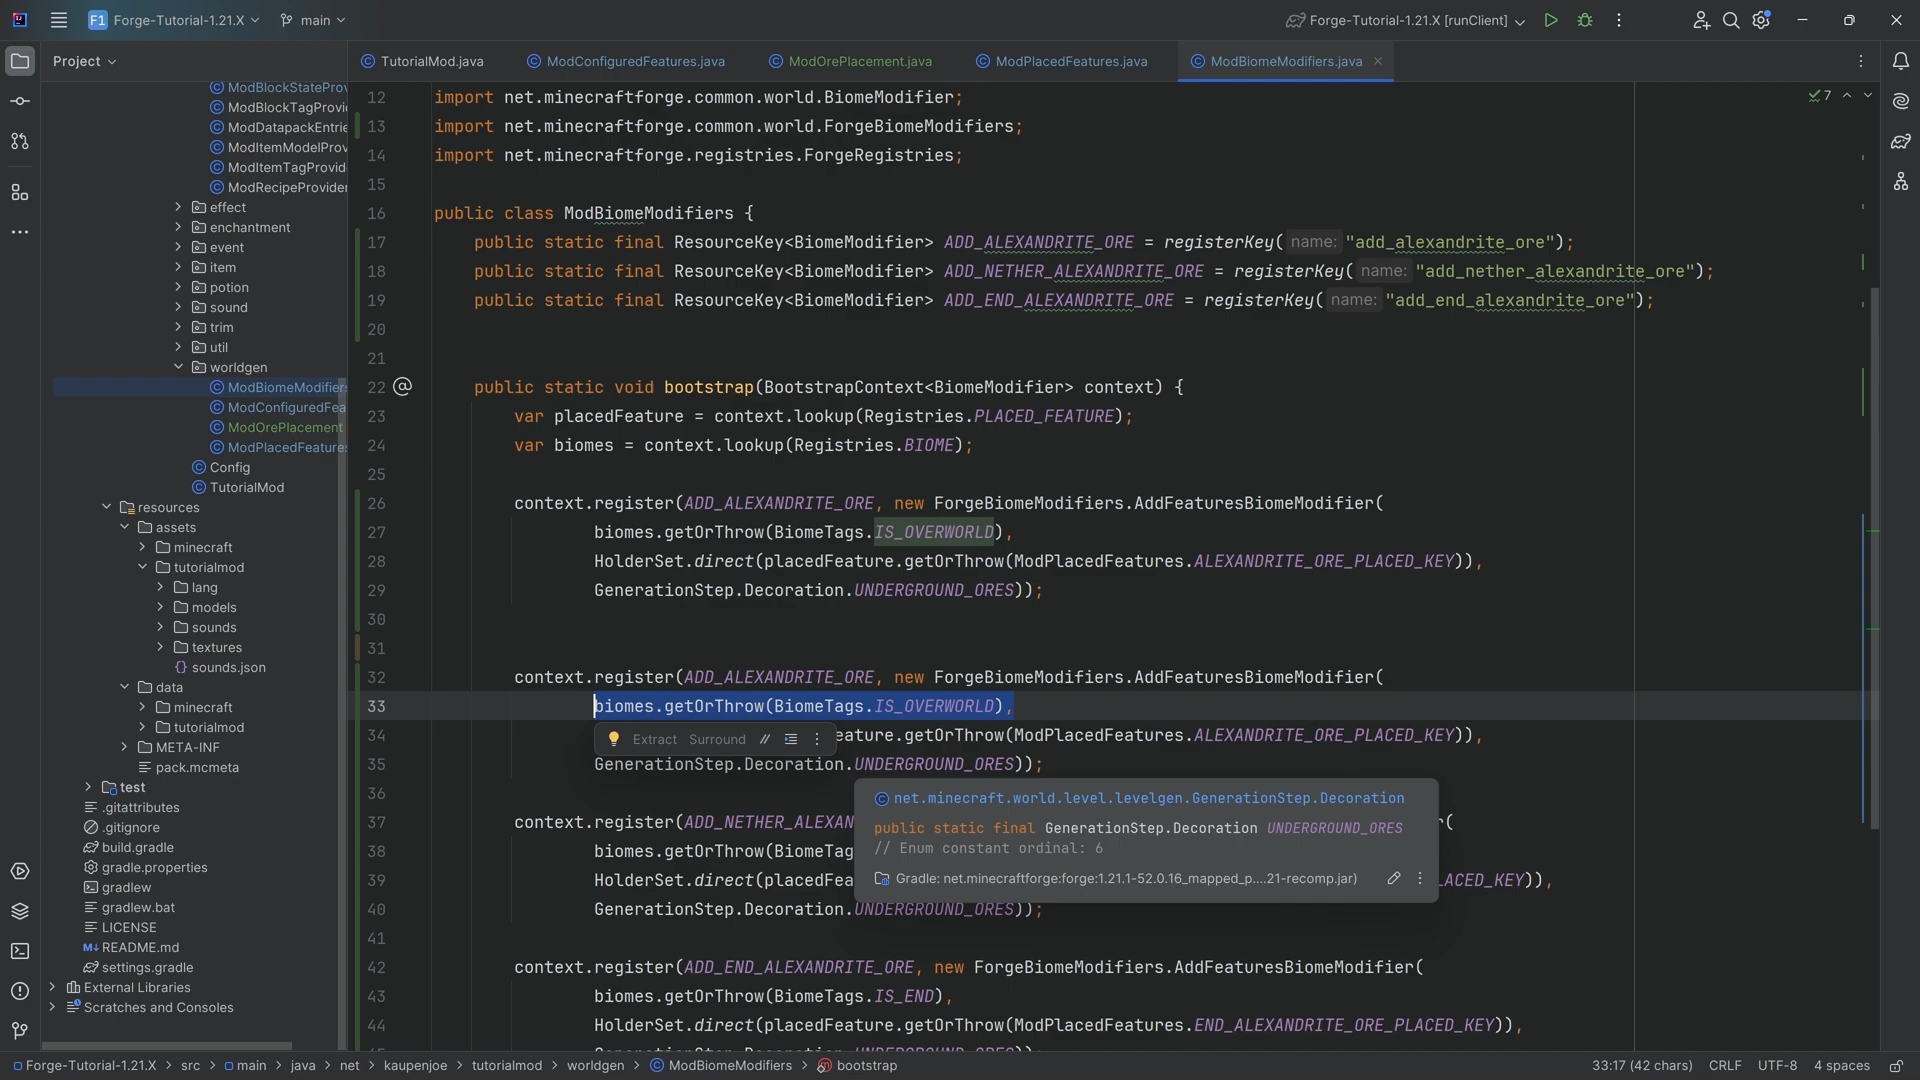 F1 Forge-Tutorial-1.21.X main Forge-Tutorial-1.21.X [runClient]
Project
TutorialMod.java ModConfiguredFeatures.java ModOrePlacement.java ModPlacedFeatures.java ModBiomeModifiers.java
ModBlockStateProv
ModBlockTagProvi
ModDatapackEntrie
ModItemModelProv
ModItemTagProvid
ModRecipeProvider
effect
enchantment
event
item
potion
sound
trim
util
worldgen
ModBiomeModifiers
ModConfiguredFea
ModOrePlacement
ModPlacedFeatures
Config
TutorialMod
resources
assets
minecraft
tutorialmod
lang
models
sounds
textures
{} sounds.json
data
minecraft
tutorialmod
META-INF
pack.mcmeta
test
.gitattributes
.gitignore
build.gradle
gradle.properties
gradlew
gradlew.bat
LICENSE
M↓ README.md
settings.gradle
External Libraries
Scratches and Consoles
7
12 import net.minecraftforge.common.world.BiomeModifier;
13 import net.minecraftforge.common.world.ForgeBiomeModifiers;
14 import net.minecraftforge.registries.ForgeRegistries;
15
16 public class ModBiomeModifiers {
17 public static final ResourceKey<BiomeModifier> ADD_ALEXANDRITE_ORE = registerKey( name: "add_alexandrite_ore");
18 public static final ResourceKey<BiomeModifier> ADD_NETHER_ALEXANDRITE_ORE = registerKey( name: "add_nether_alexandrite_ore");
19 public static final ResourceKey<BiomeModifier> ADD_END_ALEXANDRITE_ORE = registerKey( name: "add_end_alexandrite_ore");
20
21
22 @ public static void bootstrap(BootstrapContext<BiomeModifier> context) {
23 var placedFeature = context.lookup(Registries.PLACED_FEATURE);
24 var biomes = context.lookup(Registries.BIOME);
25
26 context.register(ADD_ALEXANDRITE_ORE, new ForgeBiomeModifiers.AddFeaturesBiomeModifier(
27 biomes.getOrThrow(BiomeTags.IS_OVERWORLD),
28 HolderSet.direct(placedFeature.getOrThrow(ModPlacedFeatures.ALEXANDRITE_ORE_PLACED_KEY)),
29 GenerationStep.Decoration.UNDERGROUND_ORES));
30
31
32 context.register(ADD_ALEXANDRITE_ORE, new ForgeBiomeModifiers.AddFeaturesBiomeModifier(
33 biomes.getOrThrow(BiomeTags.IS_OVERWORLD),
34 Extract Surround // eature.getOrThrow(ModPlacedFeatures.ALEXANDRITE_ORE_PLACED_KEY)),
35 GenerationStep.Decoration.UNDERGROUND_ORES));
36
net.minecraft.world.level.levelgen.GenerationStep.Decoration
public static final GenerationStep.Decoration UNDERGROUND_ORES
// Enum constant ordinal: 6
Gradle: net.minecraftforge:forge:1.21.1-52.0.16_mapped_p....21-recomp.jar)
37 context.register(ADD_NETHER_ALEXAN r(
38 biomes.getOrThrow(BiomeTag
39 HolderSet.direct(placedFea LACED_KEY)),
40 GenerationStep.Decoration.UNDERGROUND_ORES));
41
42 context.register(ADD_END_ALEXANDRITE_ORE, new ForgeBiomeModifiers.AddFeaturesBiomeModifier(
43 biomes.getOrThrow(BiomeTags.IS_END),
44 HolderSet.direct(placedFeature.getOrThrow(ModPlacedFeatures.END_ALEXANDRITE_ORE_PLACED_KEY)),
Forge-Tutorial-1.21.X > src > main > java > net > kaupenjoe > tutorialmod > worldgen > ModBiomeModifiers > bootstrap 33:17 (42 chars) CRLF UTF-8 4 spaces